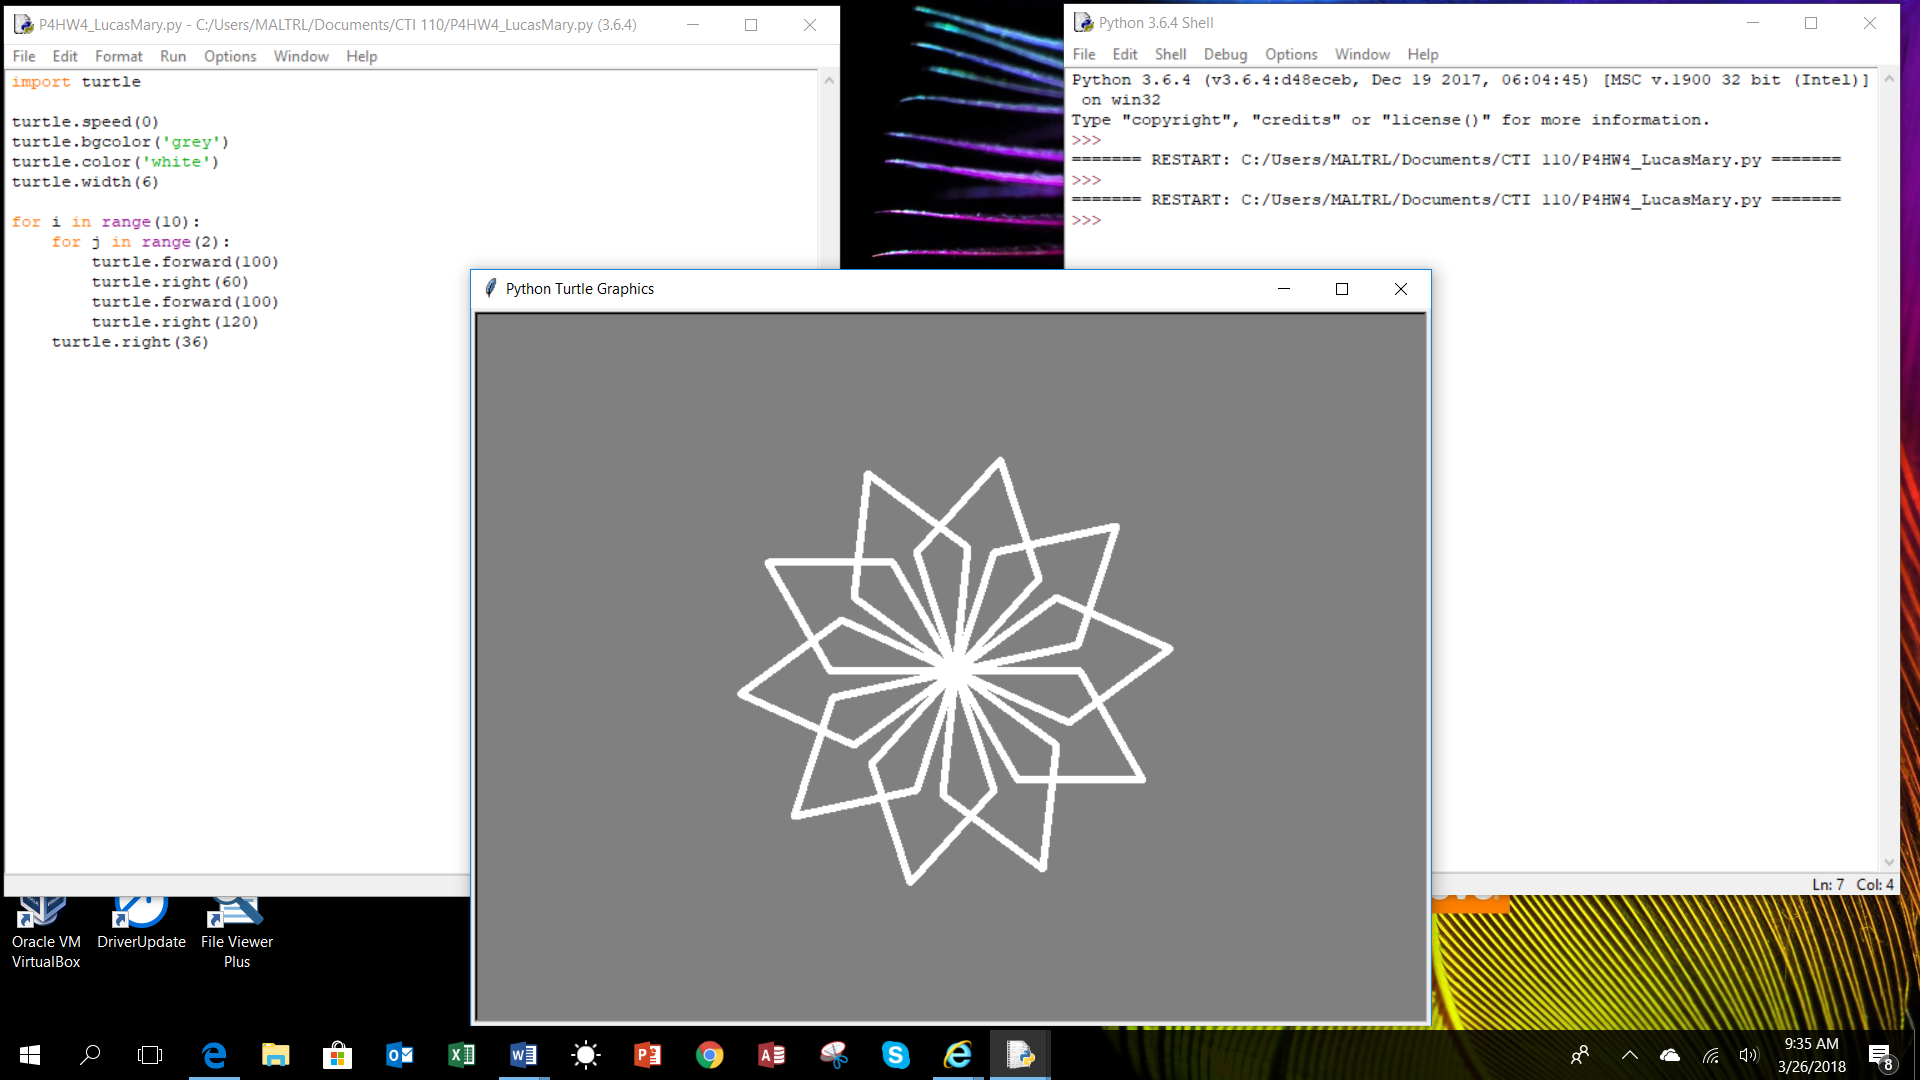 P4HW4_LucasMary.py - C:/Users/MALTRL/Documents/CTI 110/P4HW4_LucasMary.py (3.6.4)
File Edit Format Run Options Window Help
import turtle
turtle.speed(0)
turtle.bgcolor('grey')
turtle.color('white')
turtle.width(6)
for i in range(10):
    for j in range(2):
        turtle.forward(100)
        turtle.right(60)
        turtle.forward(100)
        turtle.right(120)
    turtle.right(36)
Python 3.6.4 Shell
File Edit Shell Debug Options Window Help
Python 3.6.4 (v3.6.4:d48eceb, Dec 19 2017, 06:04:45) [MSC v.1900 32 bit (Intel)]
 on win32
Type "copyright", "credits" or "license()" for more information.
>>>
======= RESTART: C:/Users/MALTRL/Documents/CTI 110/P4HW4_LucasMary.py =======
>>>
======= RESTART: C:/Users/MALTRL/Documents/CTI 110/P4HW4_LucasMary.py =======
>>>
Ln: 7 Col: 4
Python Turtle Graphics
Oracle VM
VirtualBox
DriverUpdate
File Viewer
Plus
9:35 AM
3/26/2018
8